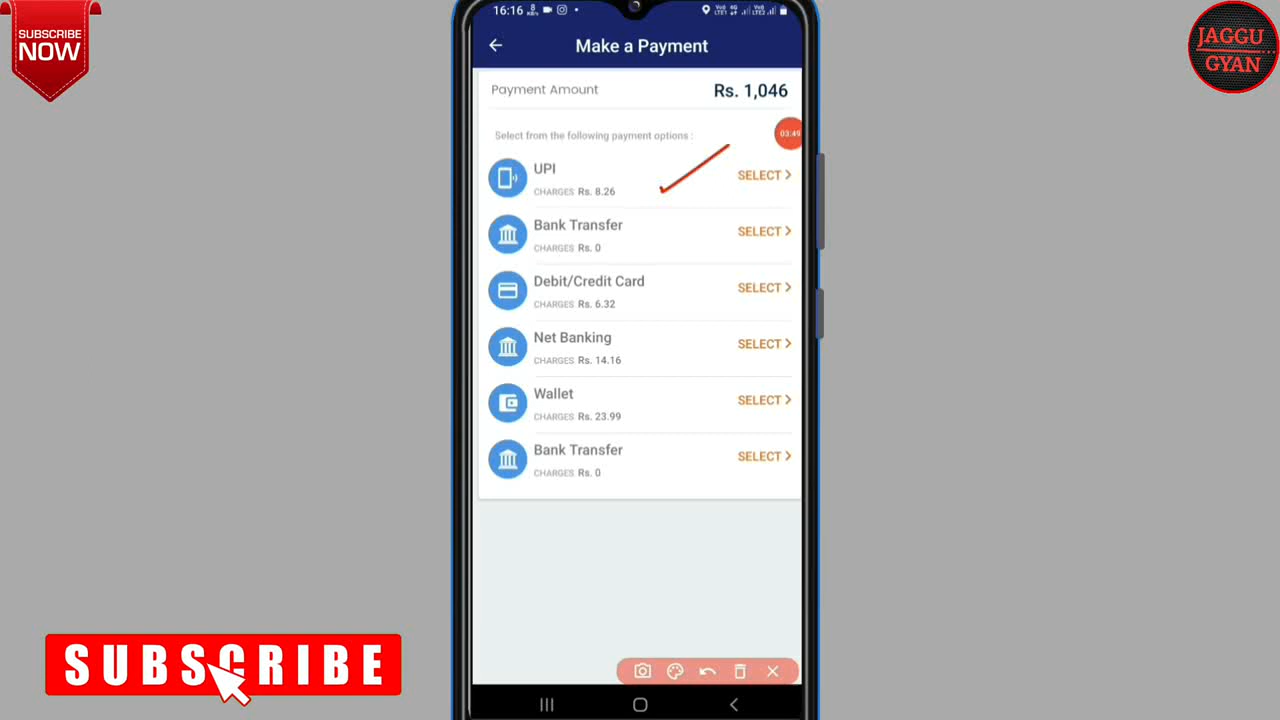 SUBSCRIBE
NOW
16:16
Make a Payment
JAGGU
GYAN
Payment Amount Rs. 1,046
Select from the following payment options :
03:49
UPI
CHARGES Rs. 8.26
SELECT
Bank Transfer
CHARGES Rs. 0
SELECT
Debit/Credit Card
CHARGES Rs. 6.32
SELECT
Net Banking
CHARGES Rs. 14.16
SELECT
Wallet
CHARGES Rs. 23.99
SELECT
Bank Transfer
CHARGES Rs. 0
SELECT
SUBSCRIBE